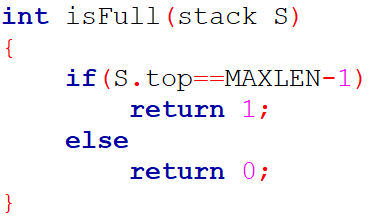 int isFull(stack S)
{
    if(S.top==MAXLEN-1)
        return 1;
    else
        return 0;
}